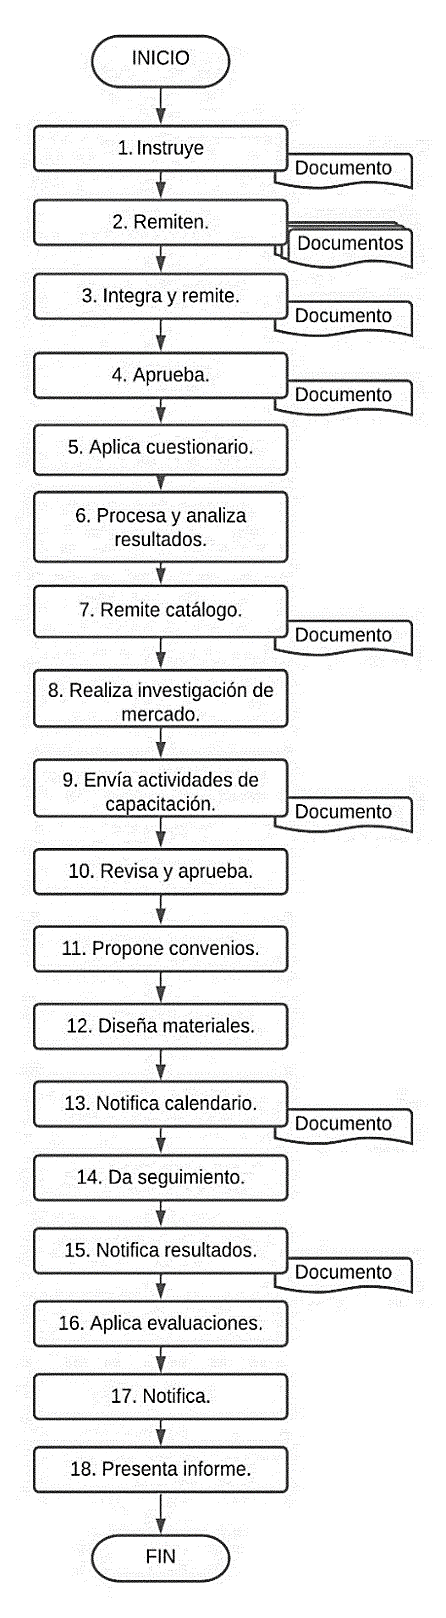 INICIO
1. Instruye
Documento
2. Remiten.
Documentos
3. Integra y remite.
Documento
4. Aprueba.
Documento
5. Aplica cuestionario.
6. Procesa y analiza
resultados.
7. Remite catálogo.
Documento
8. Realiza investigación de
mercado.
9. Envía actividades de
capacitación.
Documento
10. Revisa y aprueba.
11. Propone convenios.
12. Diseña materiales.
13. Notifica calendario.
Documento
14. Da seguimiento.
15. Notifica resultados.
Documento
16. Aplica evaluaciones.
17. Notifica.
18. Presenta informe.
FIN